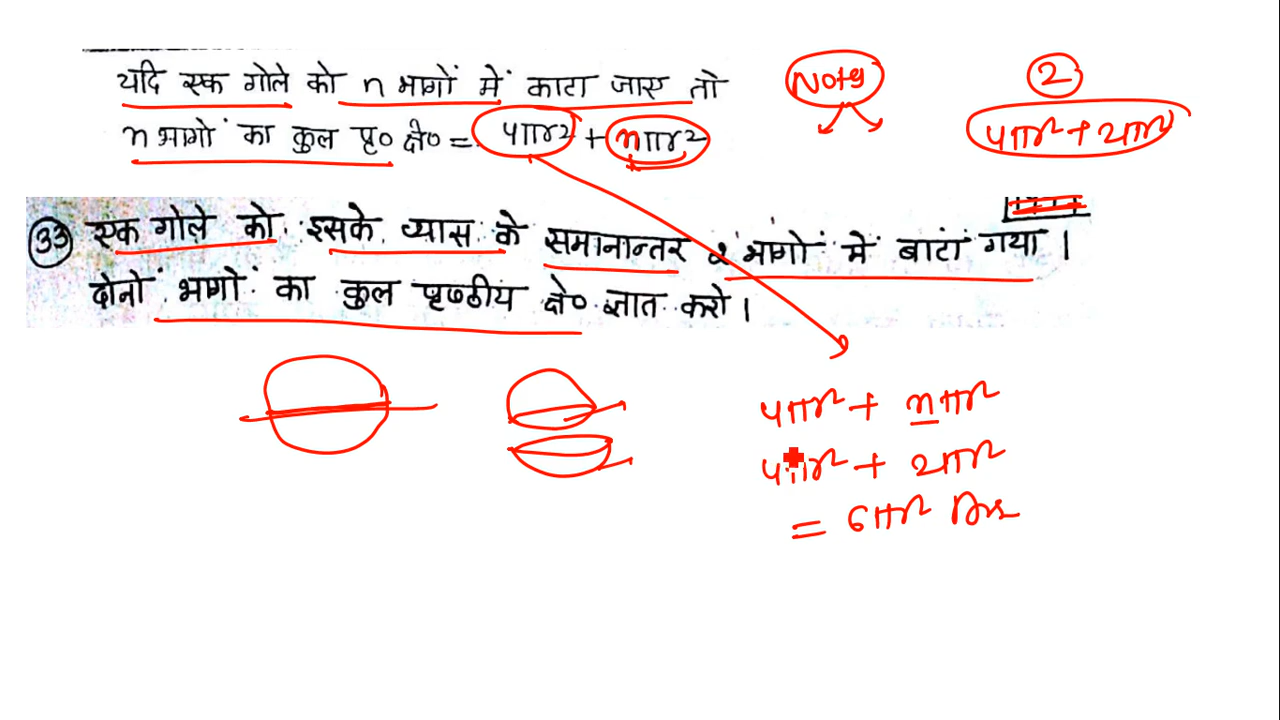 यदि एक गोले को n भागों में काटा जाए तो
n भागों का कुल पृ० क्षे० = 4πr² + nπr²
Note
2
4πr² + 2πr²
33 एक गोले को इसके व्यास के समानान्तर 2 भागों में बाटां गया।
दोनों भागों का कुल पृष्ठीय क्षे० ज्ञात करो।
4πr² + nπr²
4πr² + 2πr²
= 6πr² Ans